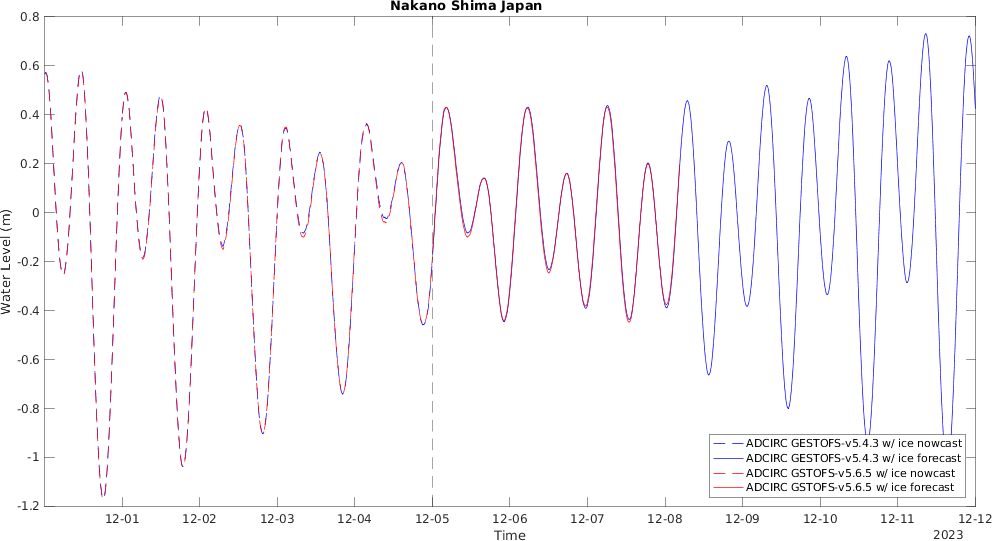 Nakano Shima Japan
0.8
0.6
0.4
0.2
0
-0.2
-0.4
-0.6
-0.8
-1
-1.2
Water Level (m)
ADCIRC GESTOFS-v5.4.3 w/ ice nowcast
ADCIRC GESTOFS-v5.4.3 w/ ice forecast
ADCIRC GSTOFS-v5.6.5 w/ ice nowcast
ADCIRC GSTOFS-v5.6.5 w/ ice forecast
12-01 12-02 12-03 12-04 12-05 12-06 12-07 12-08 12-09 12-10 12-11 12-12
Time
2023